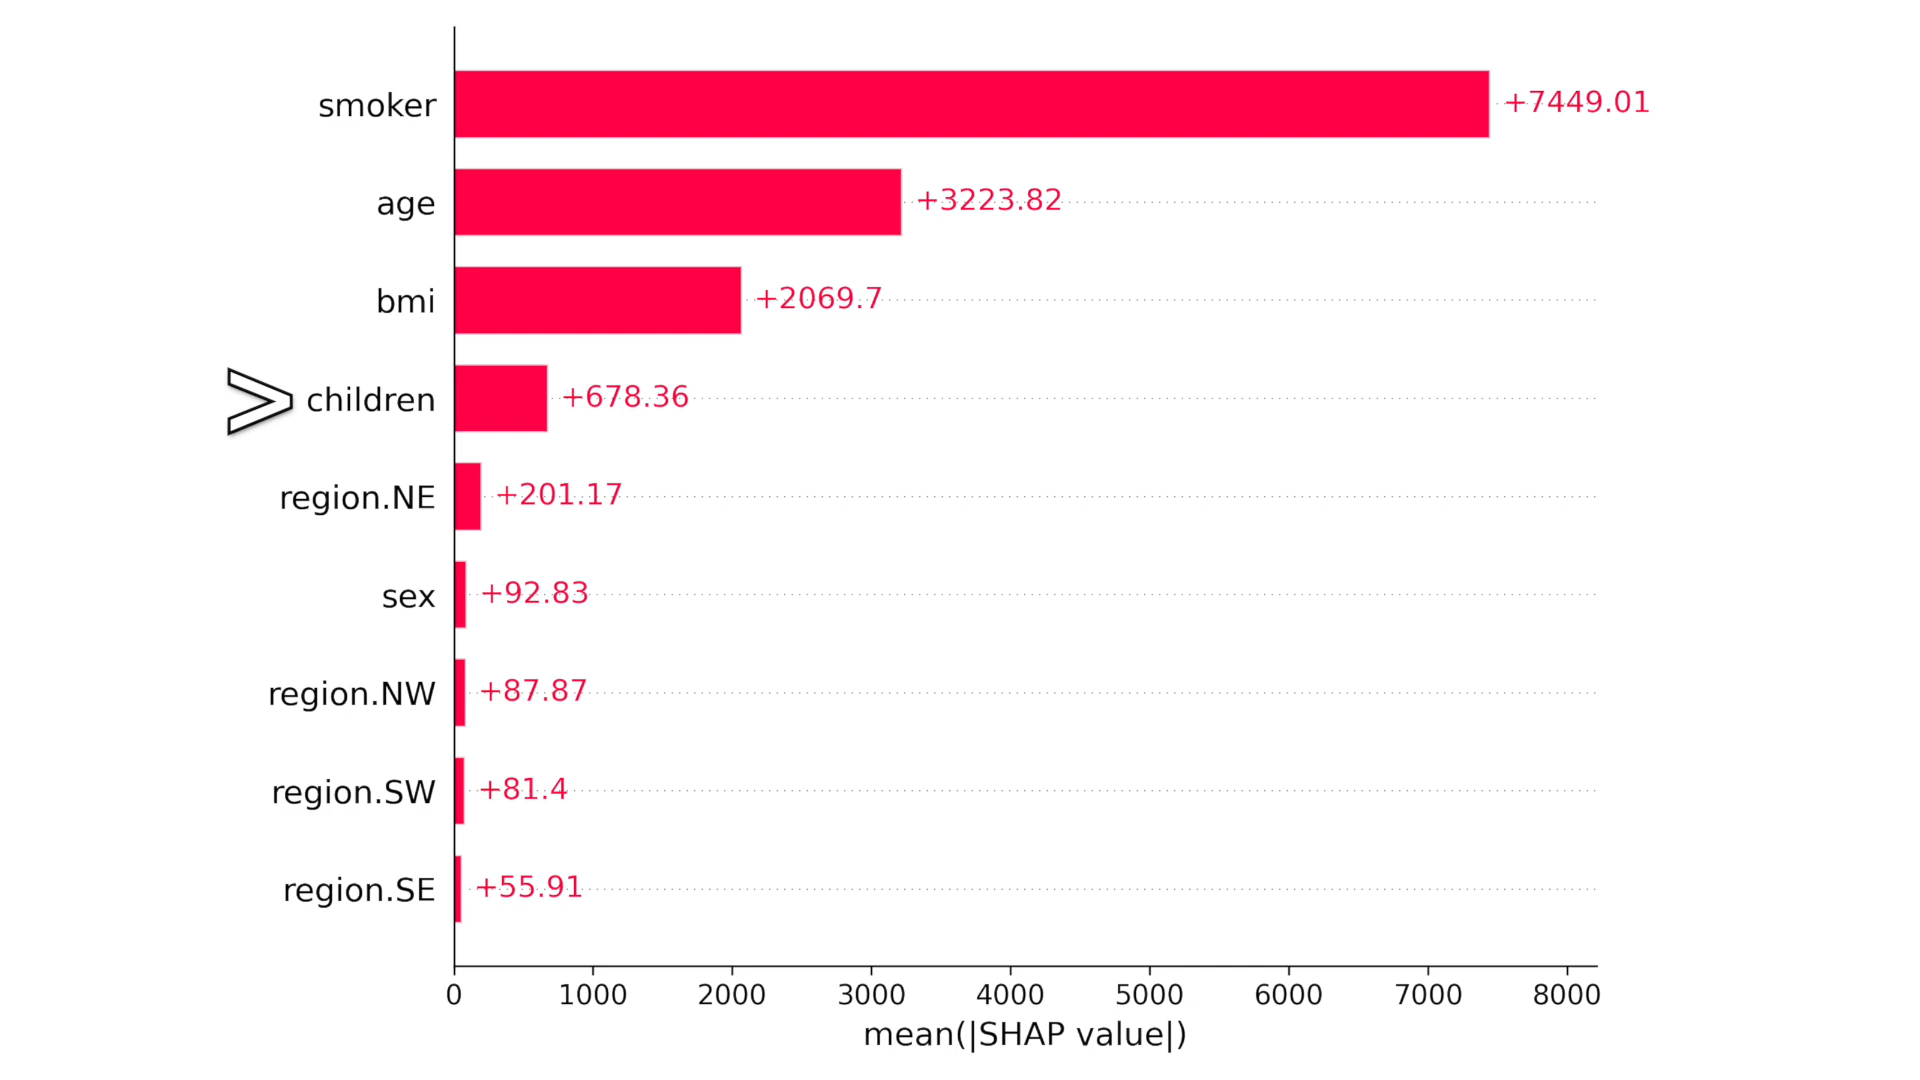 smoker +7449.01
age +3223.82
bmi +2069.7
> children +678.36
region.NE +201.17
sex +92.83
region.NW +87.87
region.SW +81.4
region.SE +55.91
0 1000 2000 3000 4000 5000 6000 7000 8000
mean(|SHAP value|)